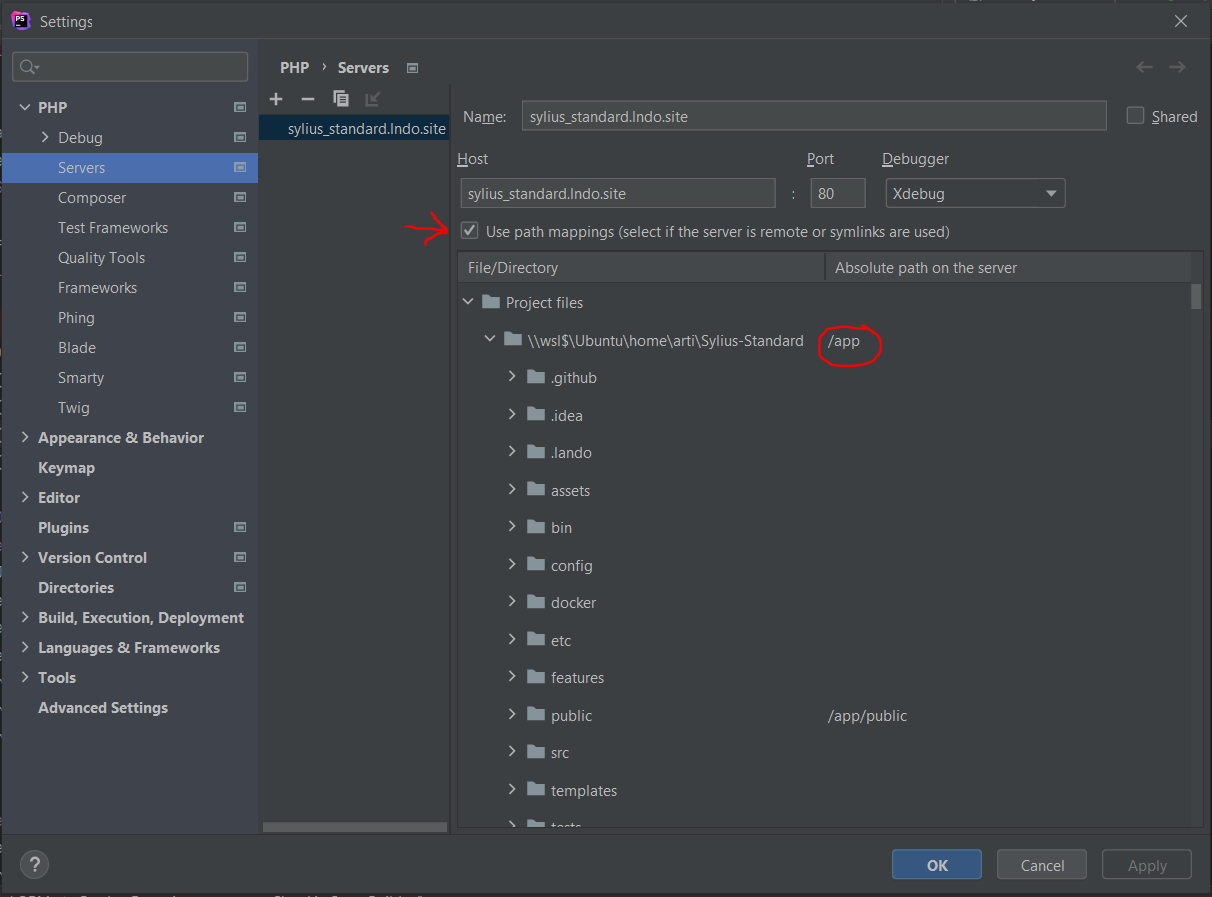 PS
Settings
PHP
Debug
Servers
Composer
Test Frameworks
Quality Tools
Frameworks
Phing
Blade
Smarty
Twig
Appearance & Behavior
Keymap
Editor
Plugins
Version Control
Directories
Build, Execution, Deployment
Languages & Frameworks
Tools
Advanced Settings
PHP › Servers
sylius_standard.lndo.site
Name: sylius_standard.lndo.site Shared
Host Port Debugger
sylius_standard.lndo.site : 80 Xdebug
Use path mappings (select if the server is remote or symlinks are used)
File/Directory Absolute path on the server
Project files
\\wsl$\Ubuntu\home\arti\Sylius-Standard /app
.github
.idea
.lando
assets
bin
config
docker
etc
features
public /app/public
src
templates
tests
? OK Cancel Apply